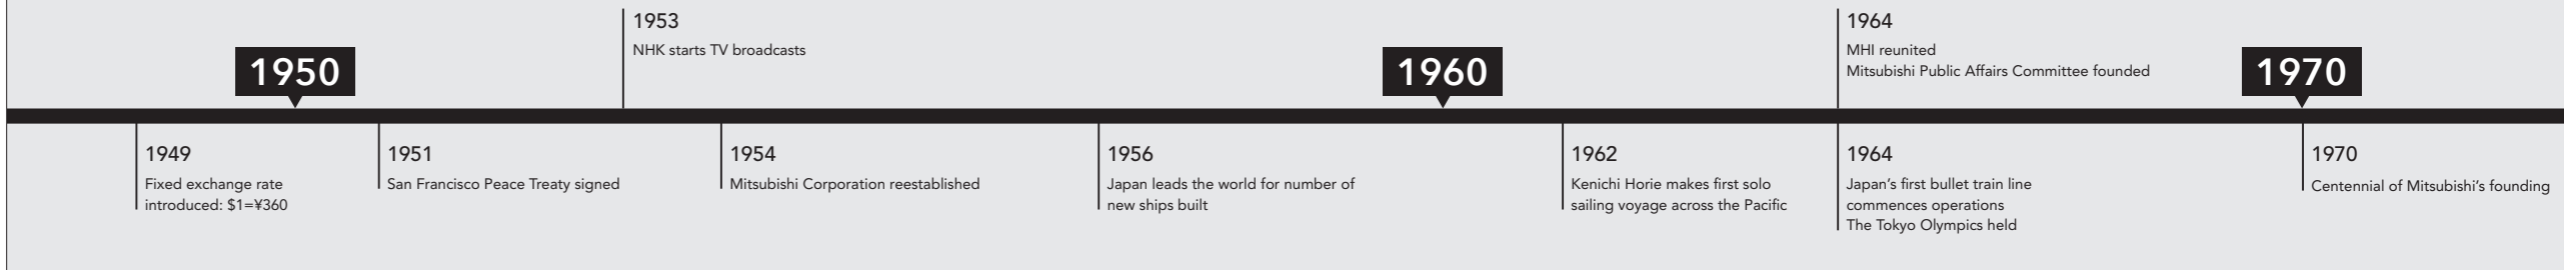 1953
NHK starts TV broadcasts
1964
MHI reunited
Mitsubishi Public Affairs Committee founded
1950
1960
1970
1949
Fixed exchange rate
introduced: $1=¥360
1951
San Francisco Peace Treaty signed
1954
Mitsubishi Corporation reestablished
1956
Japan leads the world for number of
new ships built
1962
Kenichi Horie makes first solo
sailing voyage across the Pacific
1964
Japan’s first bullet train line
commences operations
The Tokyo Olympics held
1970
Centennial of Mitsubishi’s founding